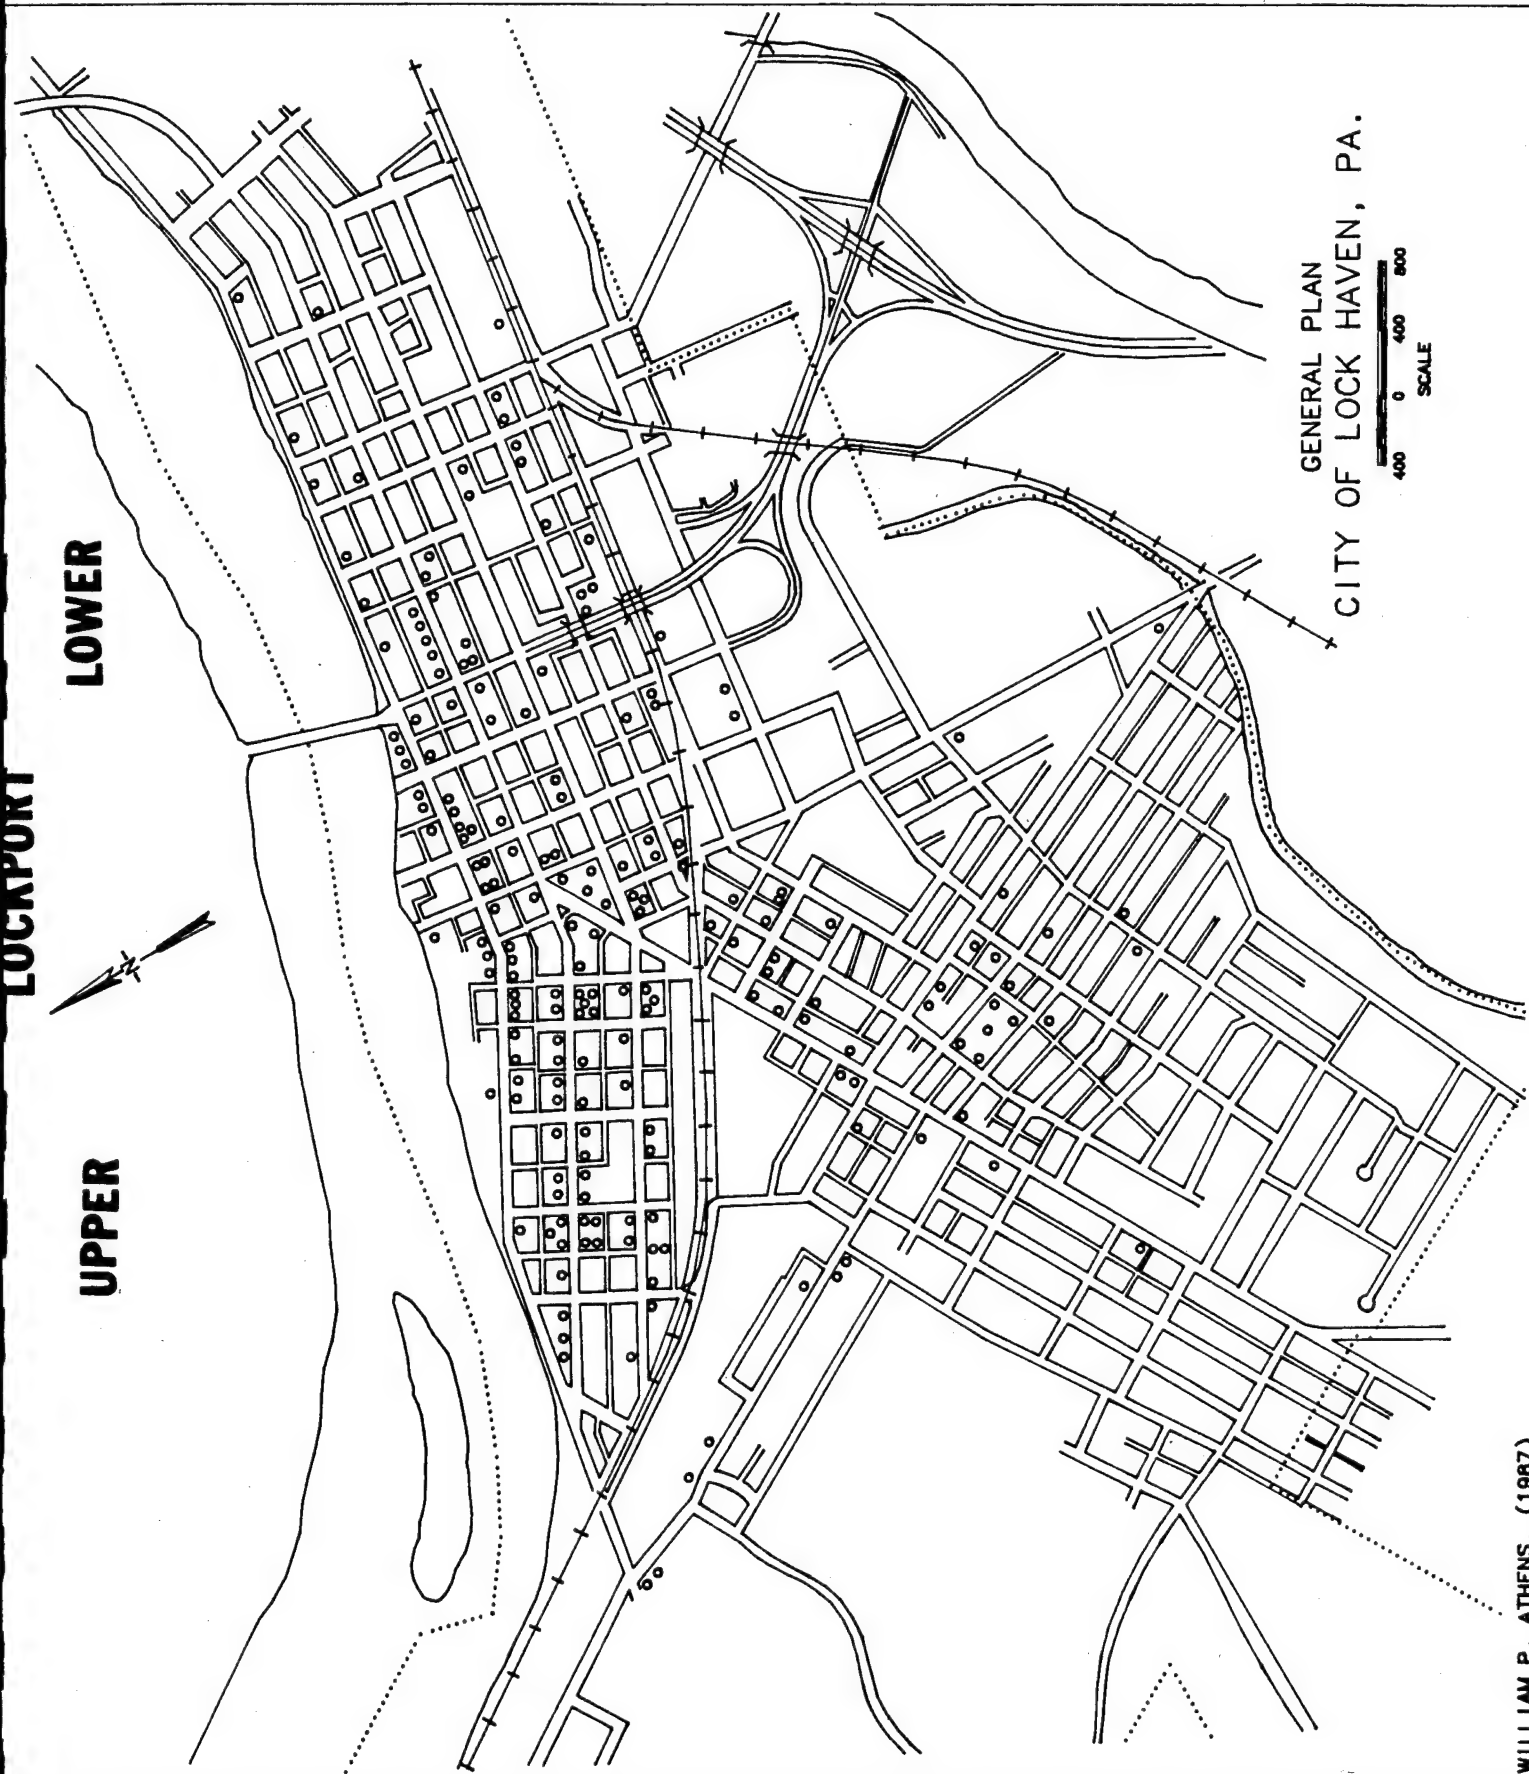 LOCKPORT
UPPER
LOWER
N
GENERAL PLAN
CITY OF LOCK HAVEN, PA.
400 0 400 800
SCALE
WILLIAM P. ATHENS (1987)